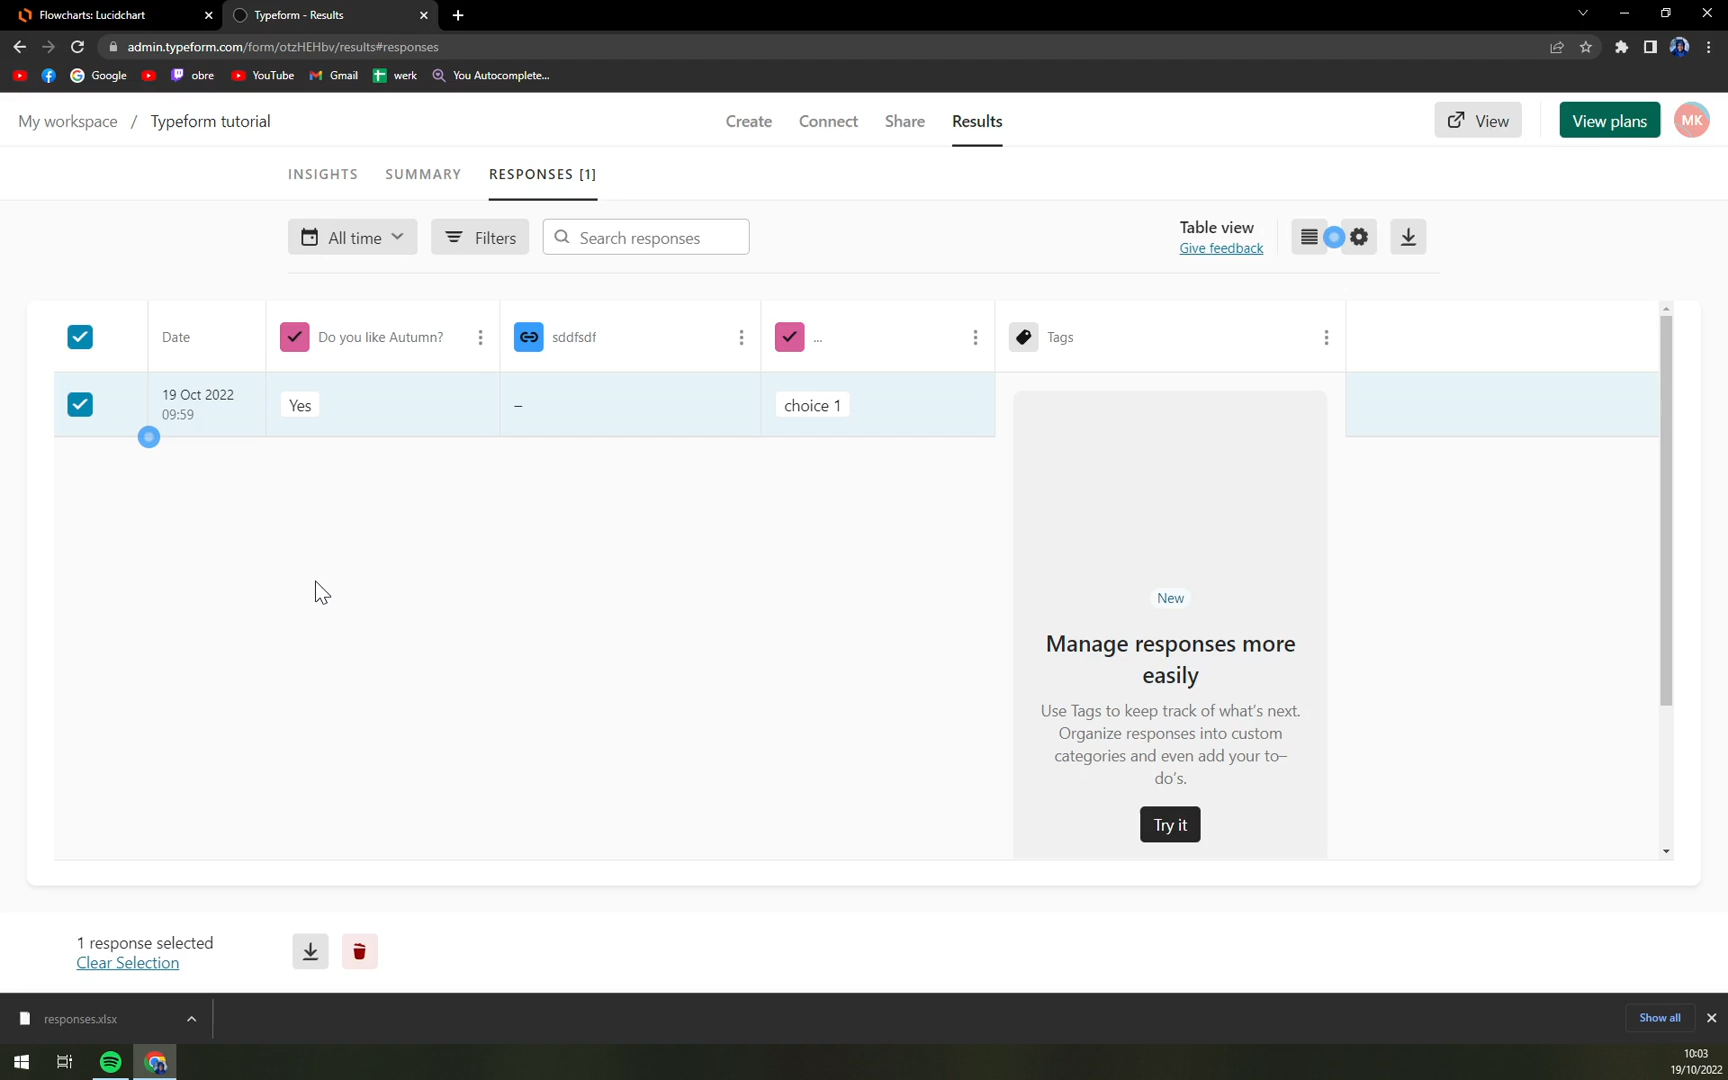 Flowcharts: Lucidchart
Typeform - Results
admin.typeform.com/form/otzHEHbv/results#responses
Google
obre
YouTube
Gmail
werk
You Autocomplete...
My workspace / Typeform tutorial
Create
Connect
Share
Results
View
View plans
MK
INSIGHTS
SUMMARY
RESPONSES [1]
All time
Filters
Search responses
Table view
Give feedback
Date
Do you like Autumn?
sddfsdf
...
Tags
19 Oct 2022
09:59
Yes
–
choice 1
New
Manage responses more
easily
Use Tags to keep track of what's next.
Organize responses into custom
categories and even add your to-
do's.
Try it
1 response selected
Clear Selection
responses.xlsx
Show all
10:03
19/10/2022